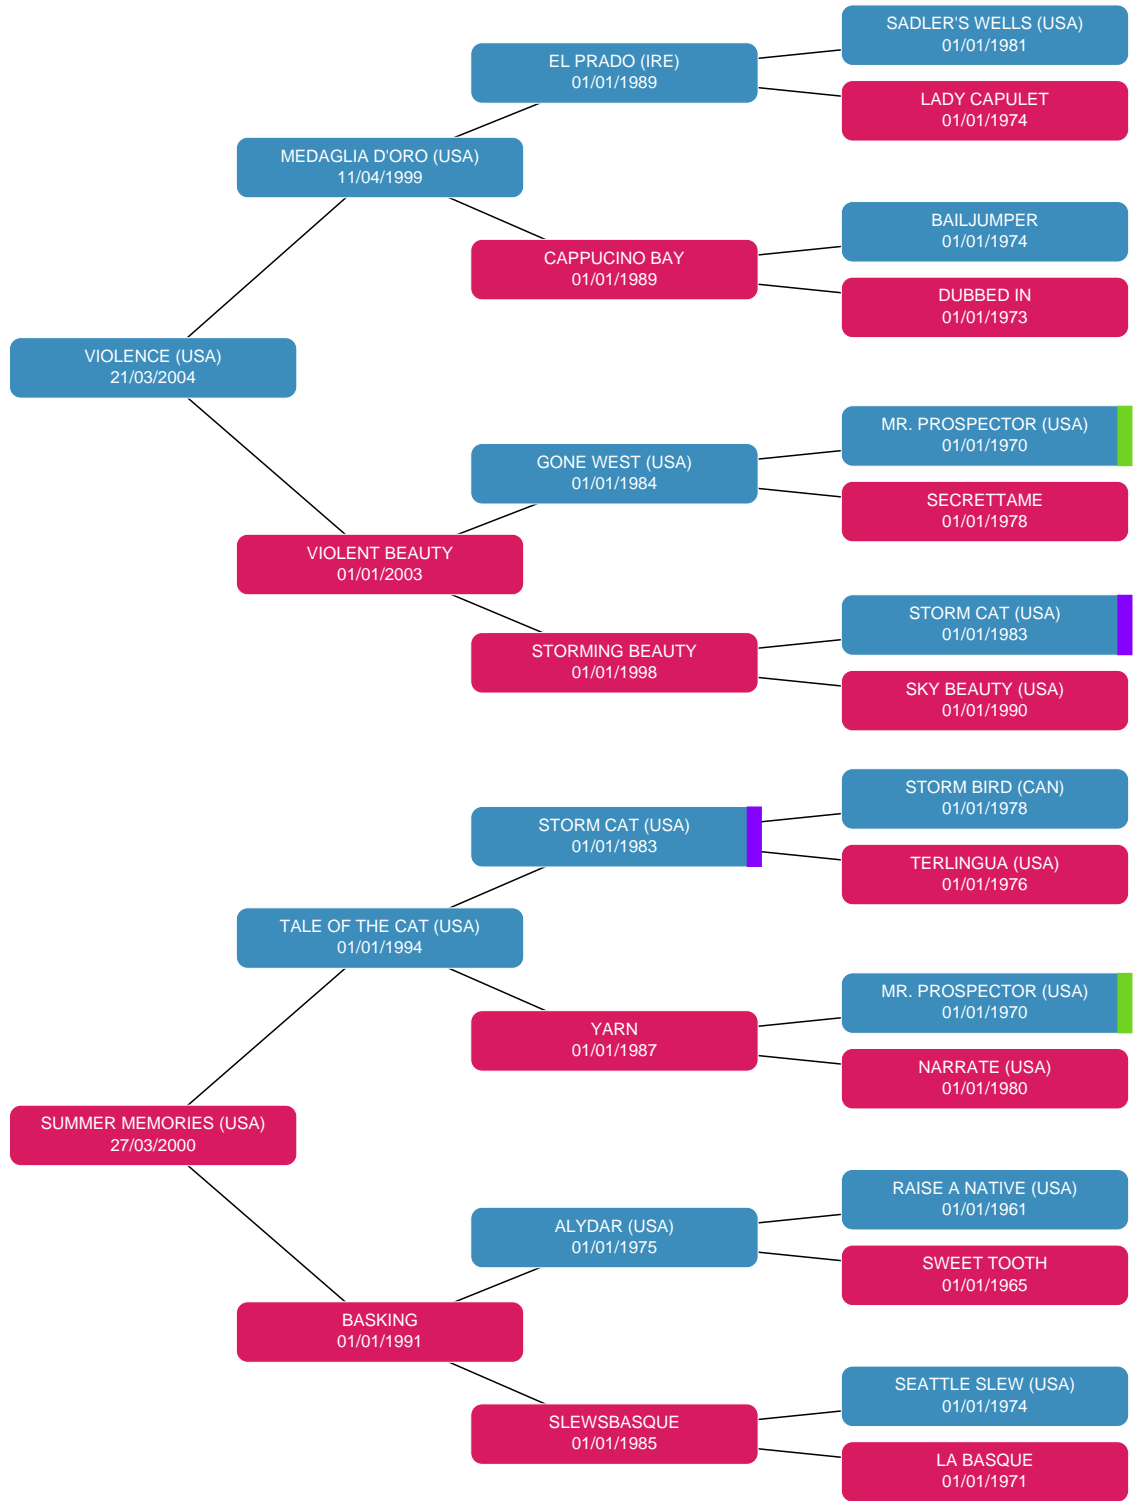 SADLER'S WELLS (USA)
01/01/1981
EL PRADO (IRE)
01/01/1989
LADY CAPULET
01/01/1974
MEDAGLIA D'ORO (USA)
11/04/1999
BAILJUMPER
01/01/1974
CAPPUCINO BAY
01/01/1989
DUBBED IN
01/01/1973
VIOLENCE (USA)
21/03/2004
MR. PROSPECTOR (USA)
01/01/1970
GONE WEST (USA)
01/01/1984
SECRETTAME
01/01/1978
VIOLENT BEAUTY
01/01/2003
STORM CAT (USA)
01/01/1983
STORMING BEAUTY
01/01/1998
SKY BEAUTY (USA)
01/01/1990
STORM BIRD (CAN)
01/01/1978
STORM CAT (USA)
01/01/1983
TERLINGUA (USA)
01/01/1976
TALE OF THE CAT (USA)
01/01/1994
MR. PROSPECTOR (USA)
01/01/1970
YARN
01/01/1987
NARRATE (USA)
01/01/1980
SUMMER MEMORIES (USA)
27/03/2000
RAISE A NATIVE (USA)
01/01/1961
ALYDAR (USA)
01/01/1975
SWEET TOOTH
01/01/1965
BASKING
01/01/1991
SEATTLE SLEW (USA)
01/01/1974
SLEWSBASQUE
01/01/1985
LA BASQUE
01/01/1971